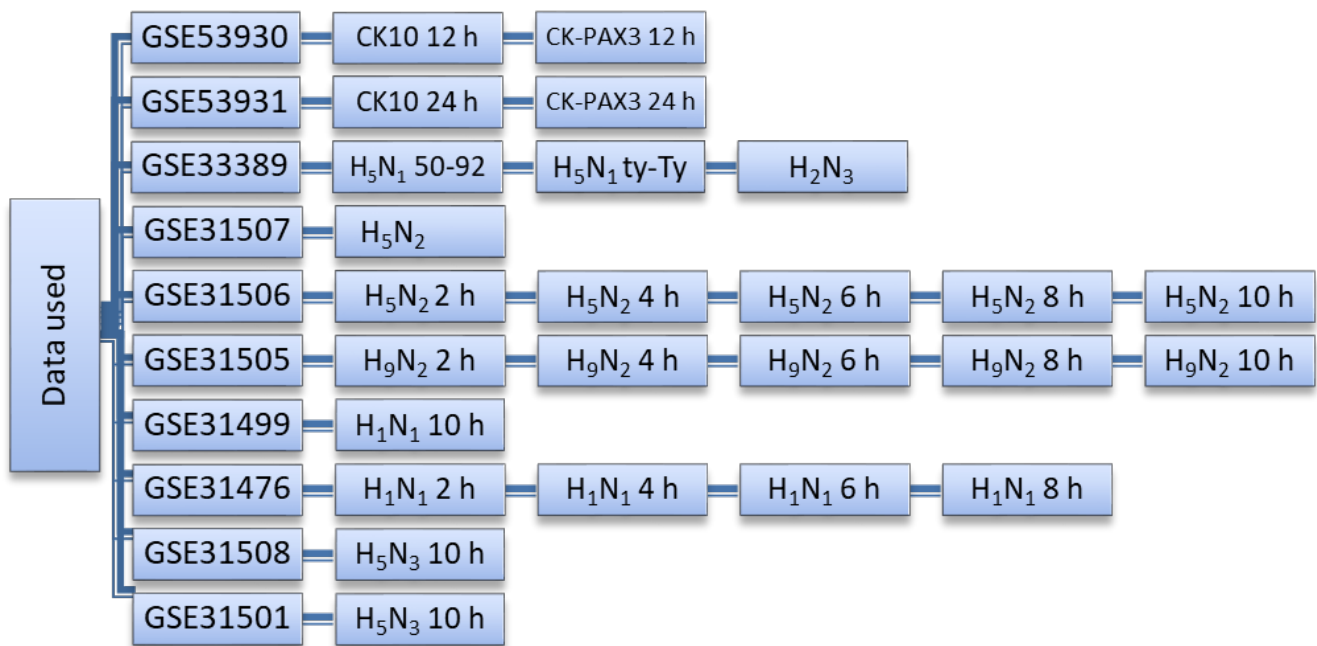 Data used
GSE53930 CK10 12 h CK-PAX3 12 h
GSE53931 CK10 24 h CK-PAX3 24 h
GSE33389 H₅N₁ 50-92 H₅N₁ ty-Ty H₂N₃
GSE31507 H₅N₂
GSE31506 H₅N₂ 2 h H₅N₂ 4 h H₅N₂ 6 h H₅N₂ 8 h H₅N₂ 10 h
GSE31505 H₉N₂ 2 h H₉N₂ 4 h H₉N₂ 6 h H₉N₂ 8 h H₉N₂ 10 h
GSE31499 H₁N₁ 10 h
GSE31476 H₁N₁ 2 h H₁N₁ 4 h H₁N₁ 6 h H₁N₁ 8 h
GSE31508 H₅N₃ 10 h
GSE31501 H₅N₃ 10 h